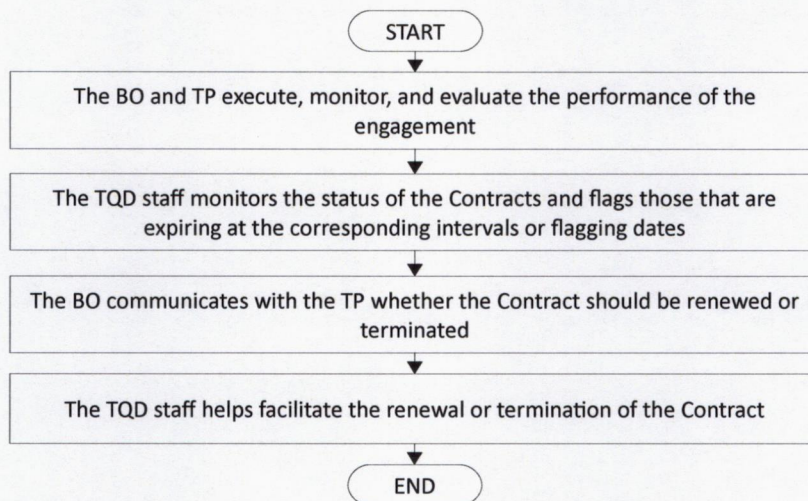 START
The BO and TP execute, monitor, and evaluate the performance of the
engagement
The TQD staff monitors the status of the Contracts and flags those that are
expiring at the corresponding intervals or flagging dates
The BO communicates with the TP whether the Contract should be renewed or
terminated
The TQD staff helps facilitate the renewal or termination of the Contract
END